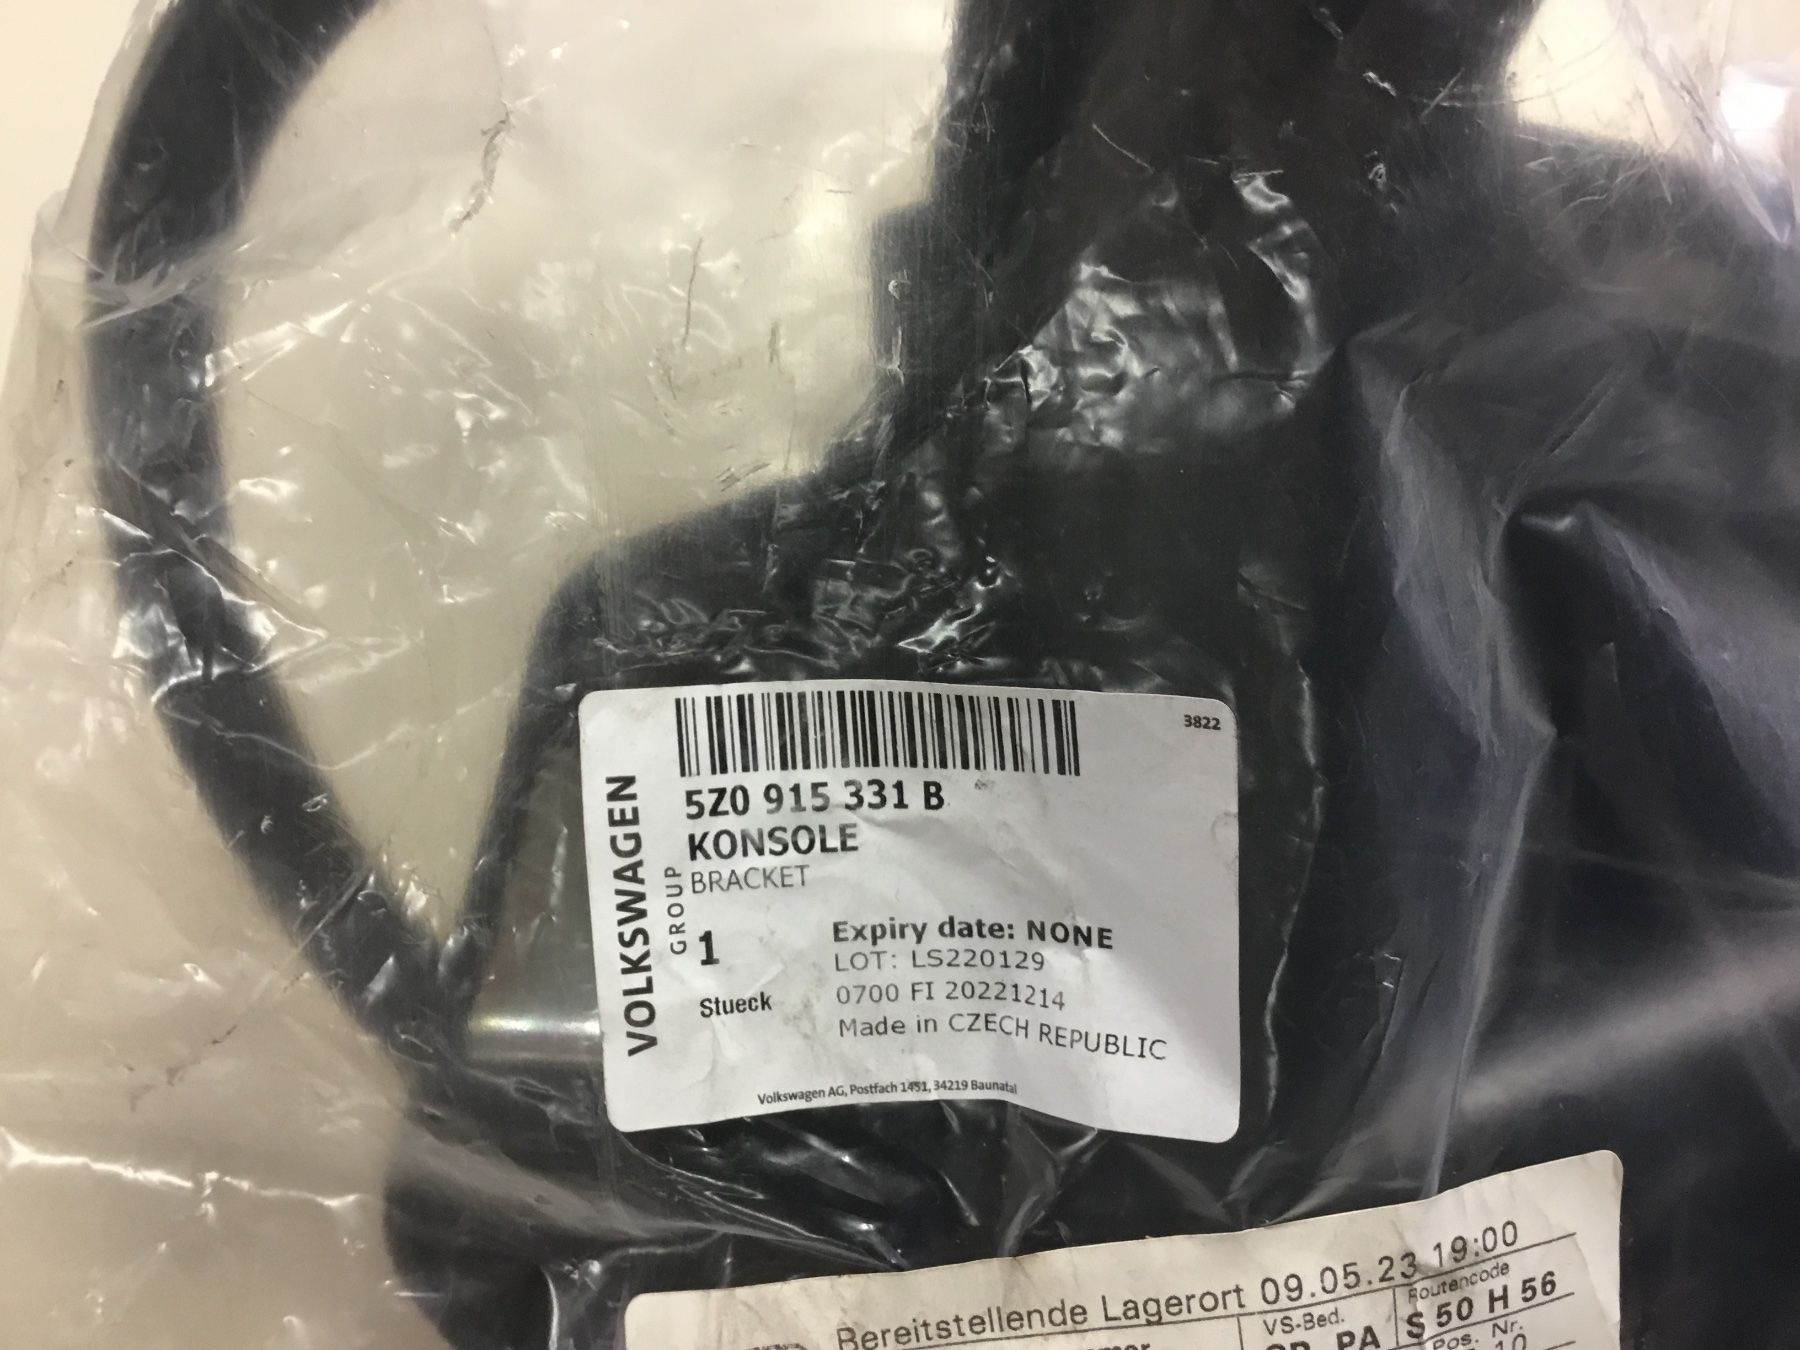 3822
5Z0 915 331 B
KONSOLE
BRACKET
VOLKSWAGEN
GROUP
1
Stueck
Expiry date: NONE
LOT: LS220129
0700 FI 20221214
Made in CZECH REPUBLIC
Volkswagen AG, Postfach 1451, 34219 Baunatal
Bereitstellende Lagerort 09.05.23 19:00
VS-Bed.
Routencode
S 50 H 56
PA
Pos. Nr.
10